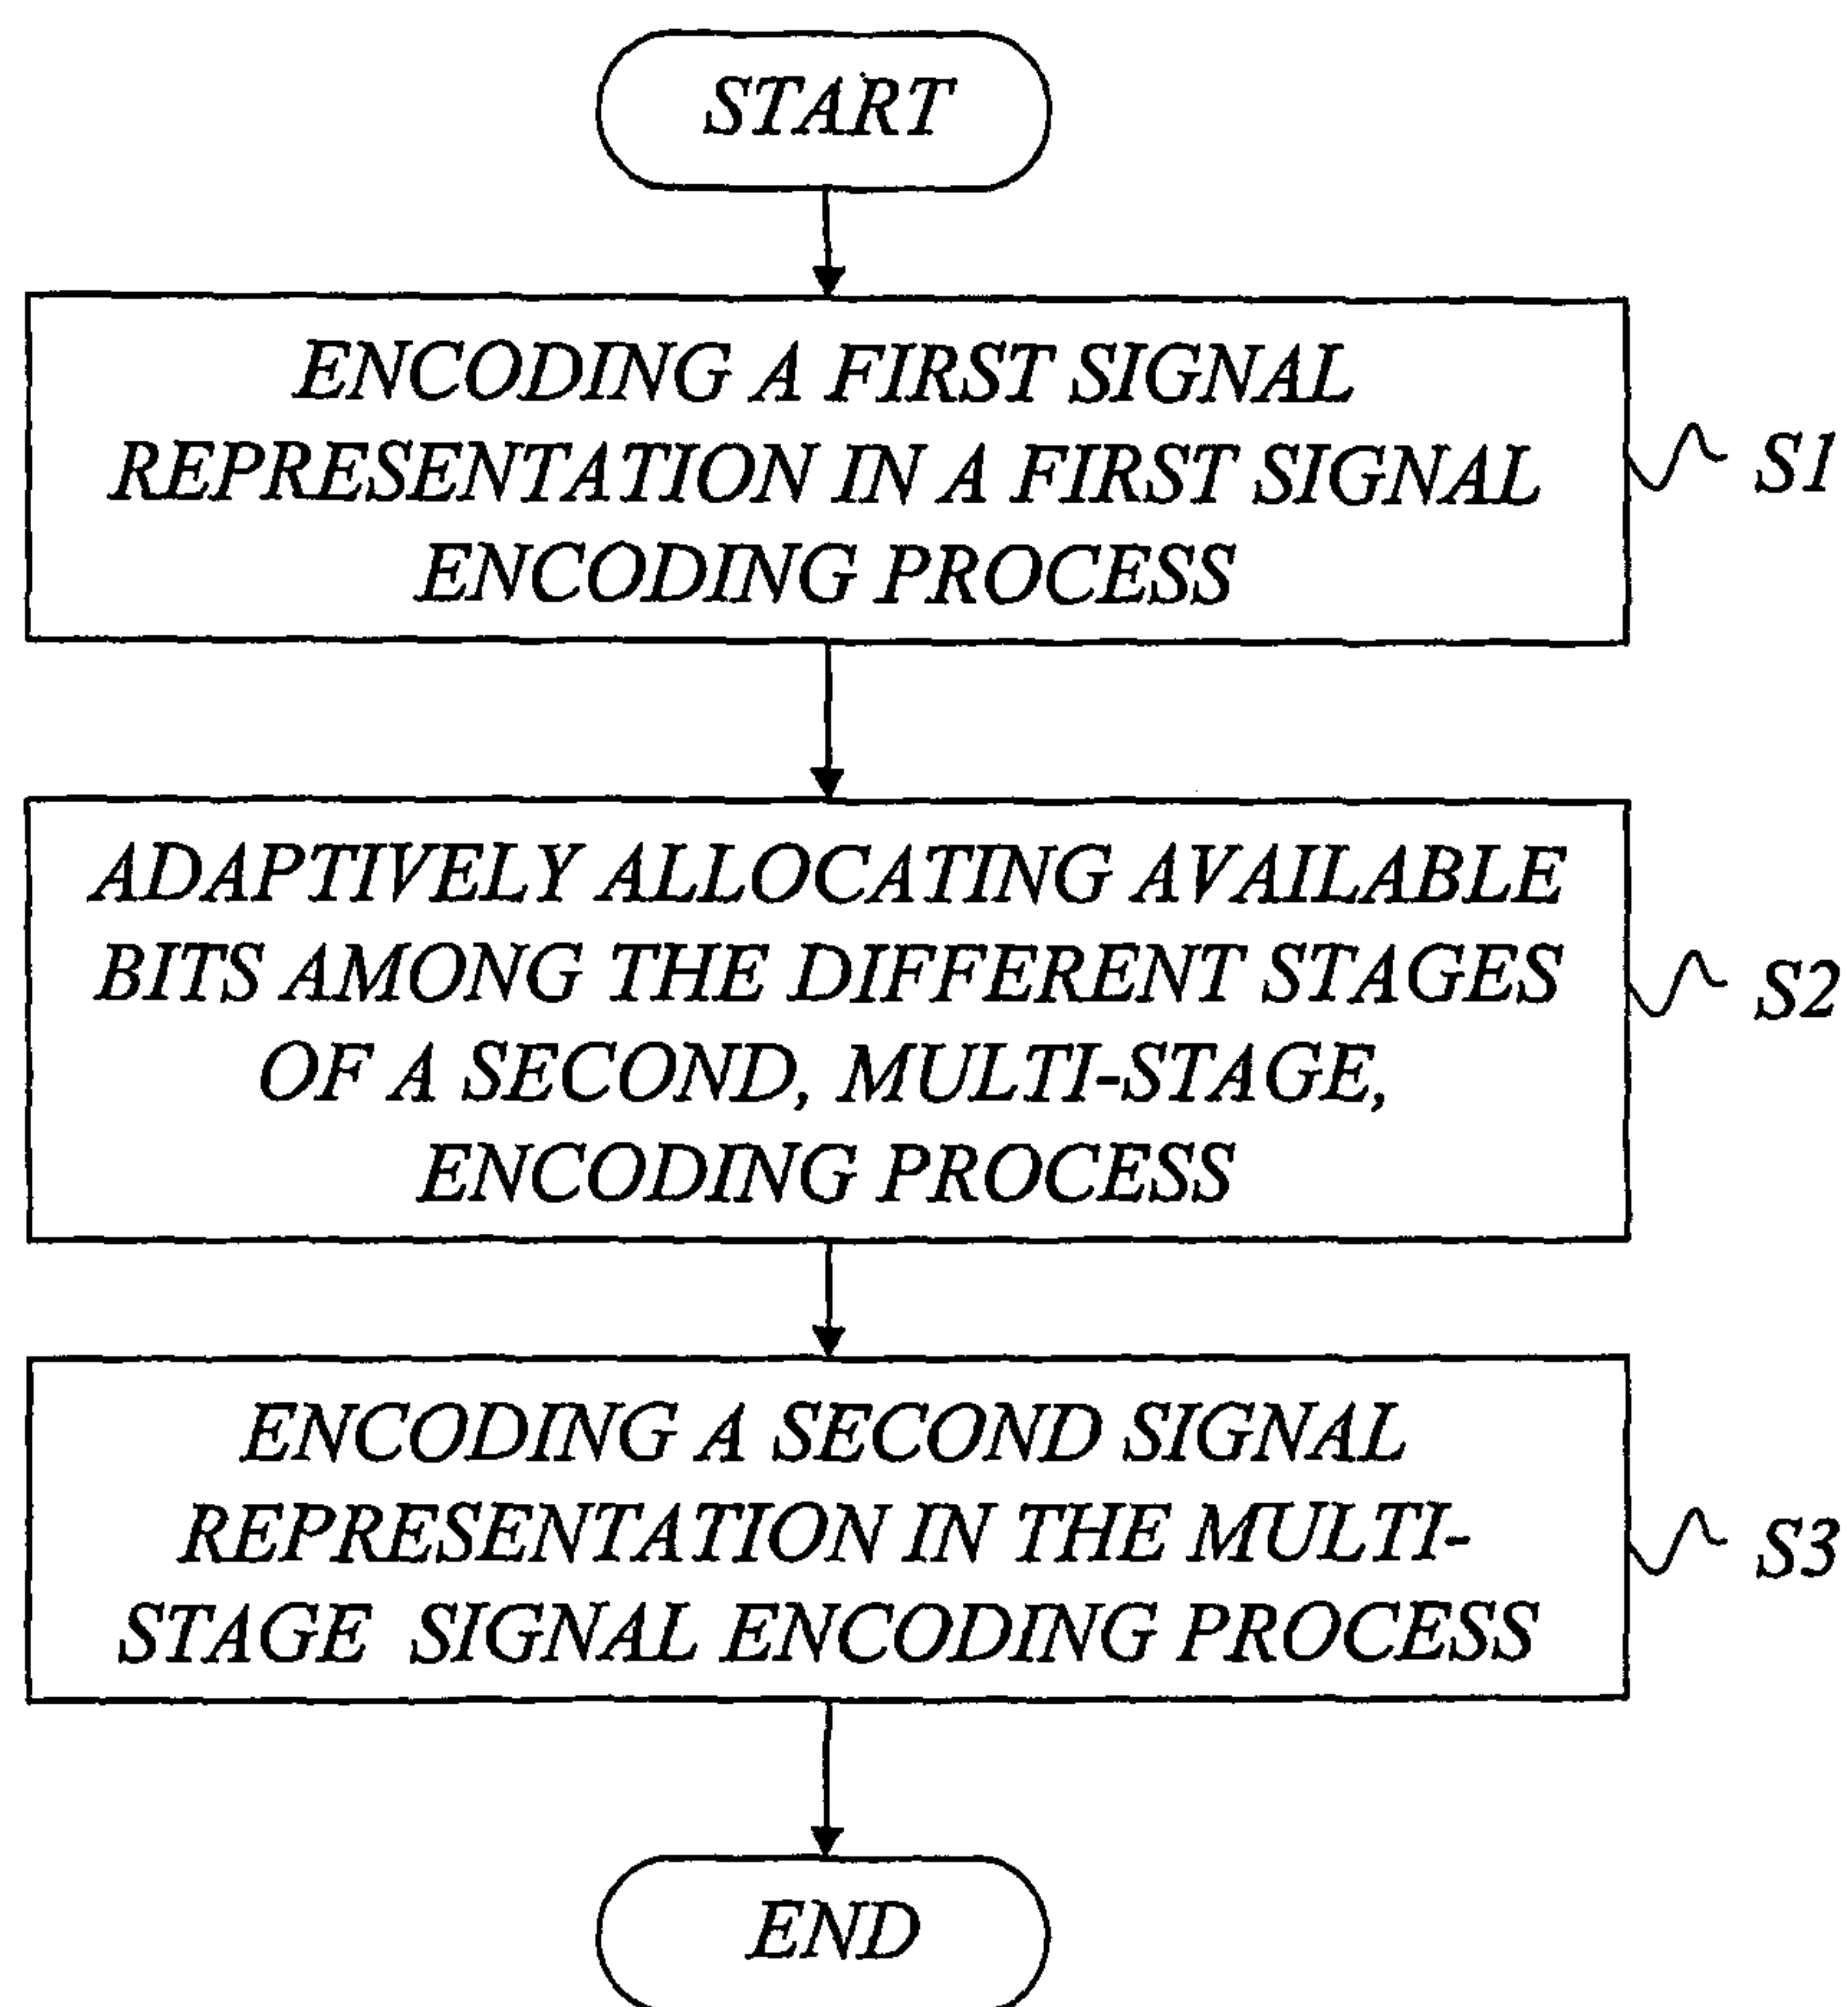 START
ENCODING A FIRST SIGNAL
REPRESENTATION IN A FIRST SIGNAL
ENCODING PROCESS
S1
ADAPTIVELY ALLOCATING AVAILABLE
BITS AMONG THE DIFFERENT STAGES
OF A SECOND, MULTI-STAGE,
ENCODING PROCESS
S2
ENCODING A SECOND SIGNAL
REPRESENTATION IN THE MULTI-
STAGE SIGNAL ENCODING PROCESS
S3
END